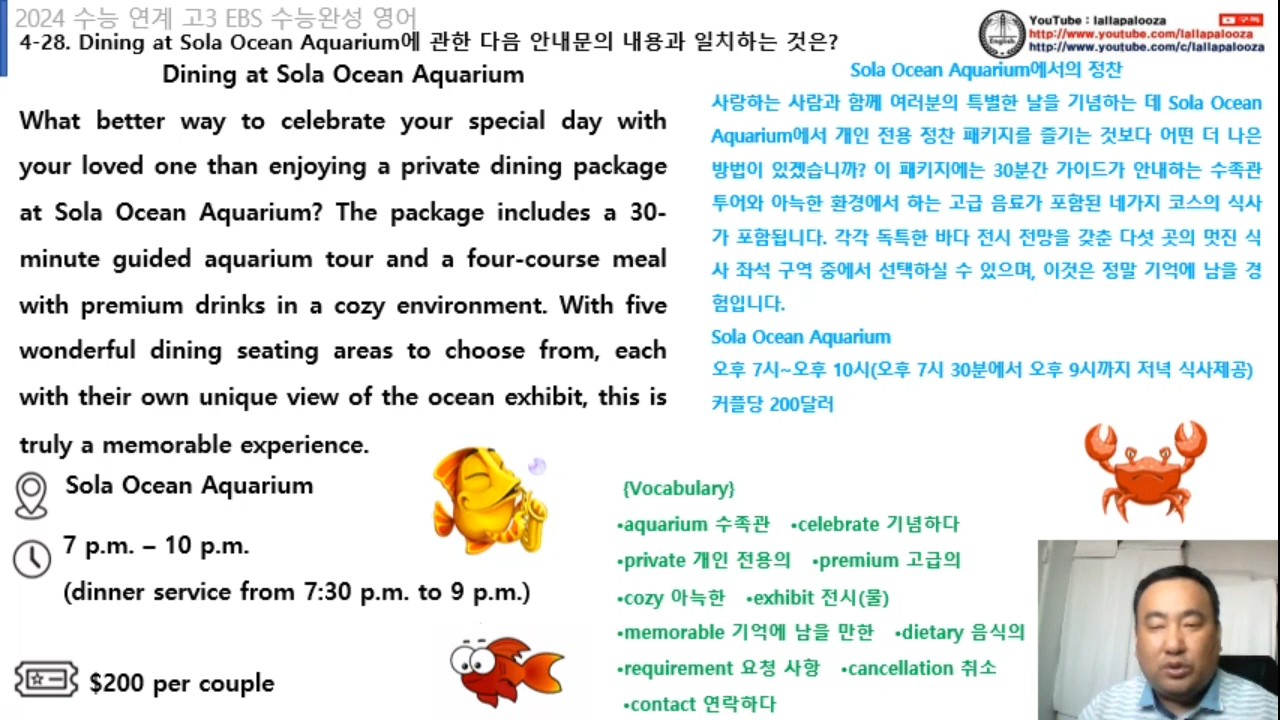 2024 수능 연계 고3 EBS 수능완성 영어
4-28. Dining at Sola Ocean Aquarium에 관한 다음 안내문의 내용과 일치하는 것은?
Dining at Sola Ocean Aquarium
What better way to celebrate your special day with
your loved one than enjoying a private dining package
at Sola Ocean Aquarium? The package includes a 30-
minute guided aquarium tour and a four-course meal
with premium drinks in a cozy environment. With five
wonderful dining seating areas to choose from, each
with their own unique view of the ocean exhibit, this is
truly a memorable experience.
Sola Ocean Aquarium
7 p.m. – 10 p.m.
(dinner service from 7:30 p.m. to 9 p.m.)
$200 per couple
English
YouTube : lallapalooza
구독
http://www.youtube.com/lallapalooza
http://www.youtube.com/c/lallapalooza
Sola Ocean Aquarium에서의 정찬
사랑하는 사람과 함께 여러분의 특별한 날을 기념하는 데 Sola Ocean
Aquarium에서 개인 전용 정찬 패키지를 즐기는 것보다 어떤 더 나은
방법이 있겠습니까? 이 패키지에는 30분간 가이드가 안내하는 수족관
투어와 아늑한 환경에서 하는 고급 음료가 포함된 네가지 코스의 식사
가 포함됩니다. 각각 독특한 바다 전시 전망을 갖춘 다섯 곳의 멋진 식
사 좌석 구역 중에서 선택하실 수 있으며, 이것은 정말 기억에 남을 경
험입니다.
Sola Ocean Aquarium
오후 7시~오후 10시(오후 7시 30분에서 오후 9시까지 저녁 식사제공)
커플당 200달러
{Vocabulary}
•aquarium 수족관 •celebrate 기념하다
•private 개인 전용의 •premium 고급의
•cozy 아늑한 •exhibit 전시(물)
•memorable 기억에 남을 만한 •dietary 음식의
•requirement 요청 사항 •cancellation 취소
•contact 연락하다